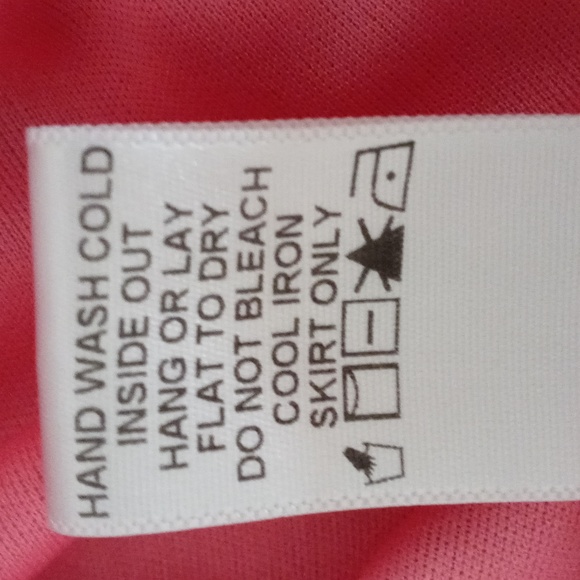 HAND WASH COLD
INSIDE OUT
HANG OR LAY
FLAT TO DRY
DO NOT BLEACH
COOL IRON
SKIRT ONLY